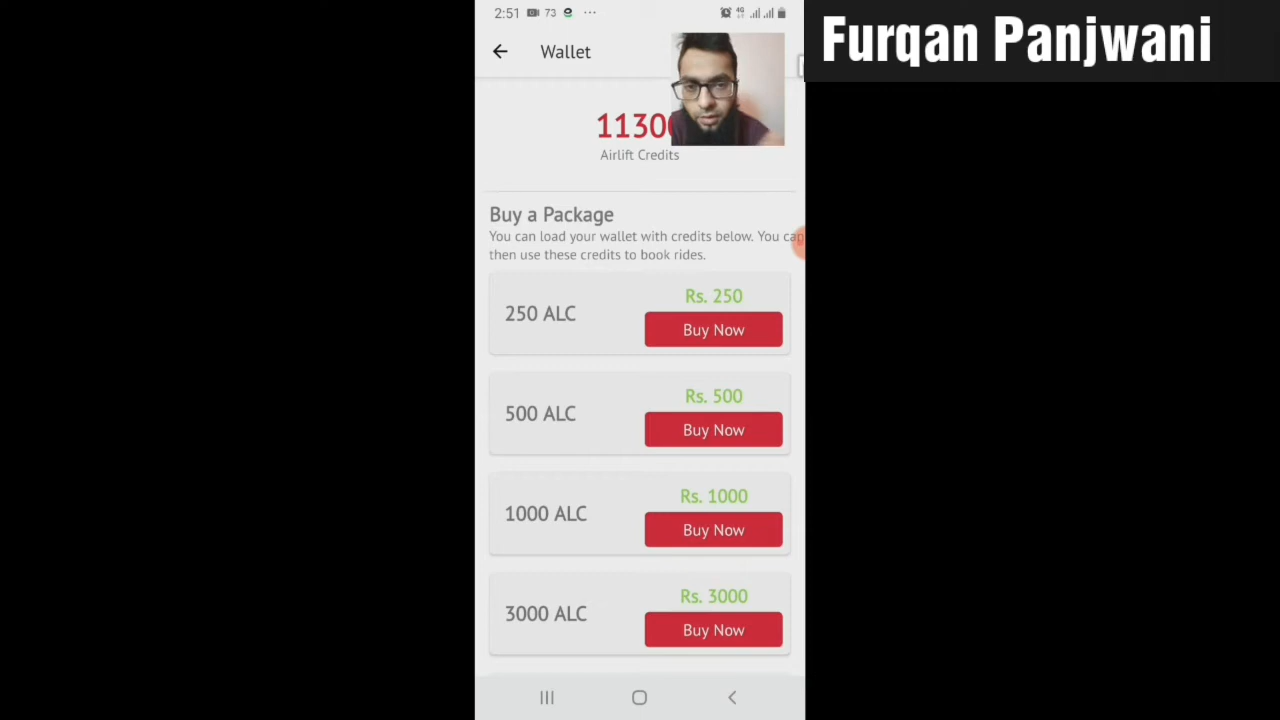 Furqan Panjwani
2:51 73 ... 4G
Wallet
Airlift Credits
Buy a Package
You can load your wallet with credits below. You can
then use these credits to book rides.
Rs. 250
250 ALC
Buy Now
Rs. 500
500 ALC
Buy Now
Rs. 1000
1000 ALC
Buy Now
Rs. 3000
3000 ALC
Buy Now